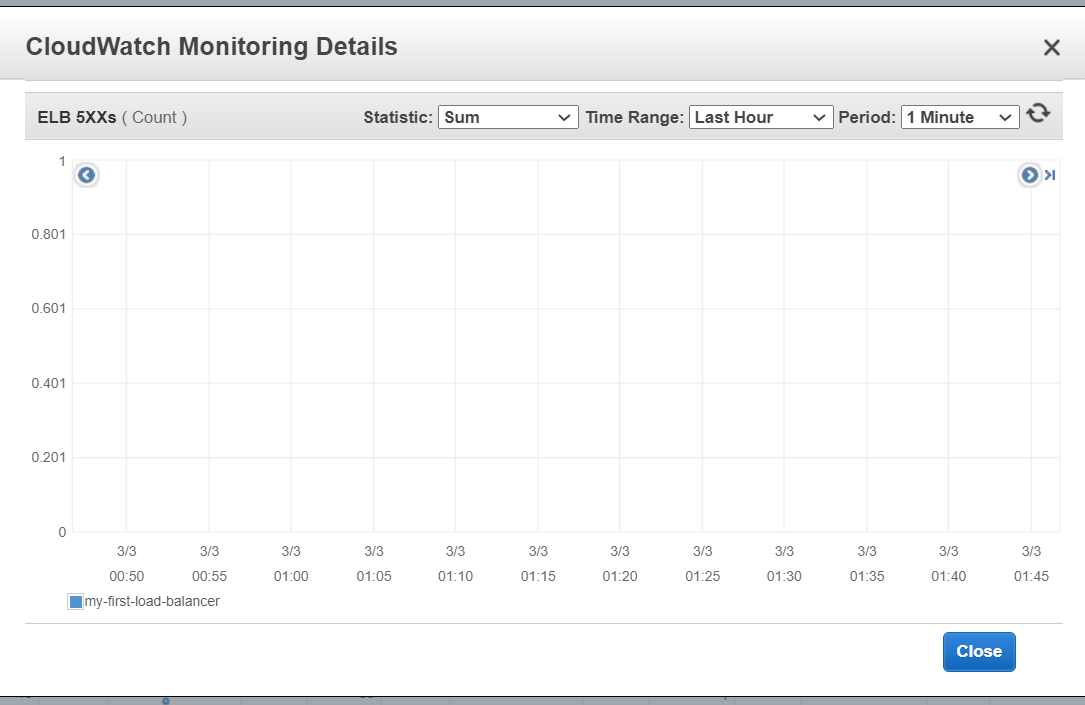 CloudWatch Monitoring Details
ELB 5XXs ( Count ) Statistic: Sum Time Range: Last Hour Period: 1 Minute
1
0.801
0.601
0.401
0.201
0
3/3 3/3 3/3 3/3 3/3 3/3 3/3 3/3 3/3 3/3 3/3 3/3
00:50 00:55 01:00 01:05 01:10 01:15 01:20 01:25 01:30 01:35 01:40 01:45
my-first-load-balancer
Close